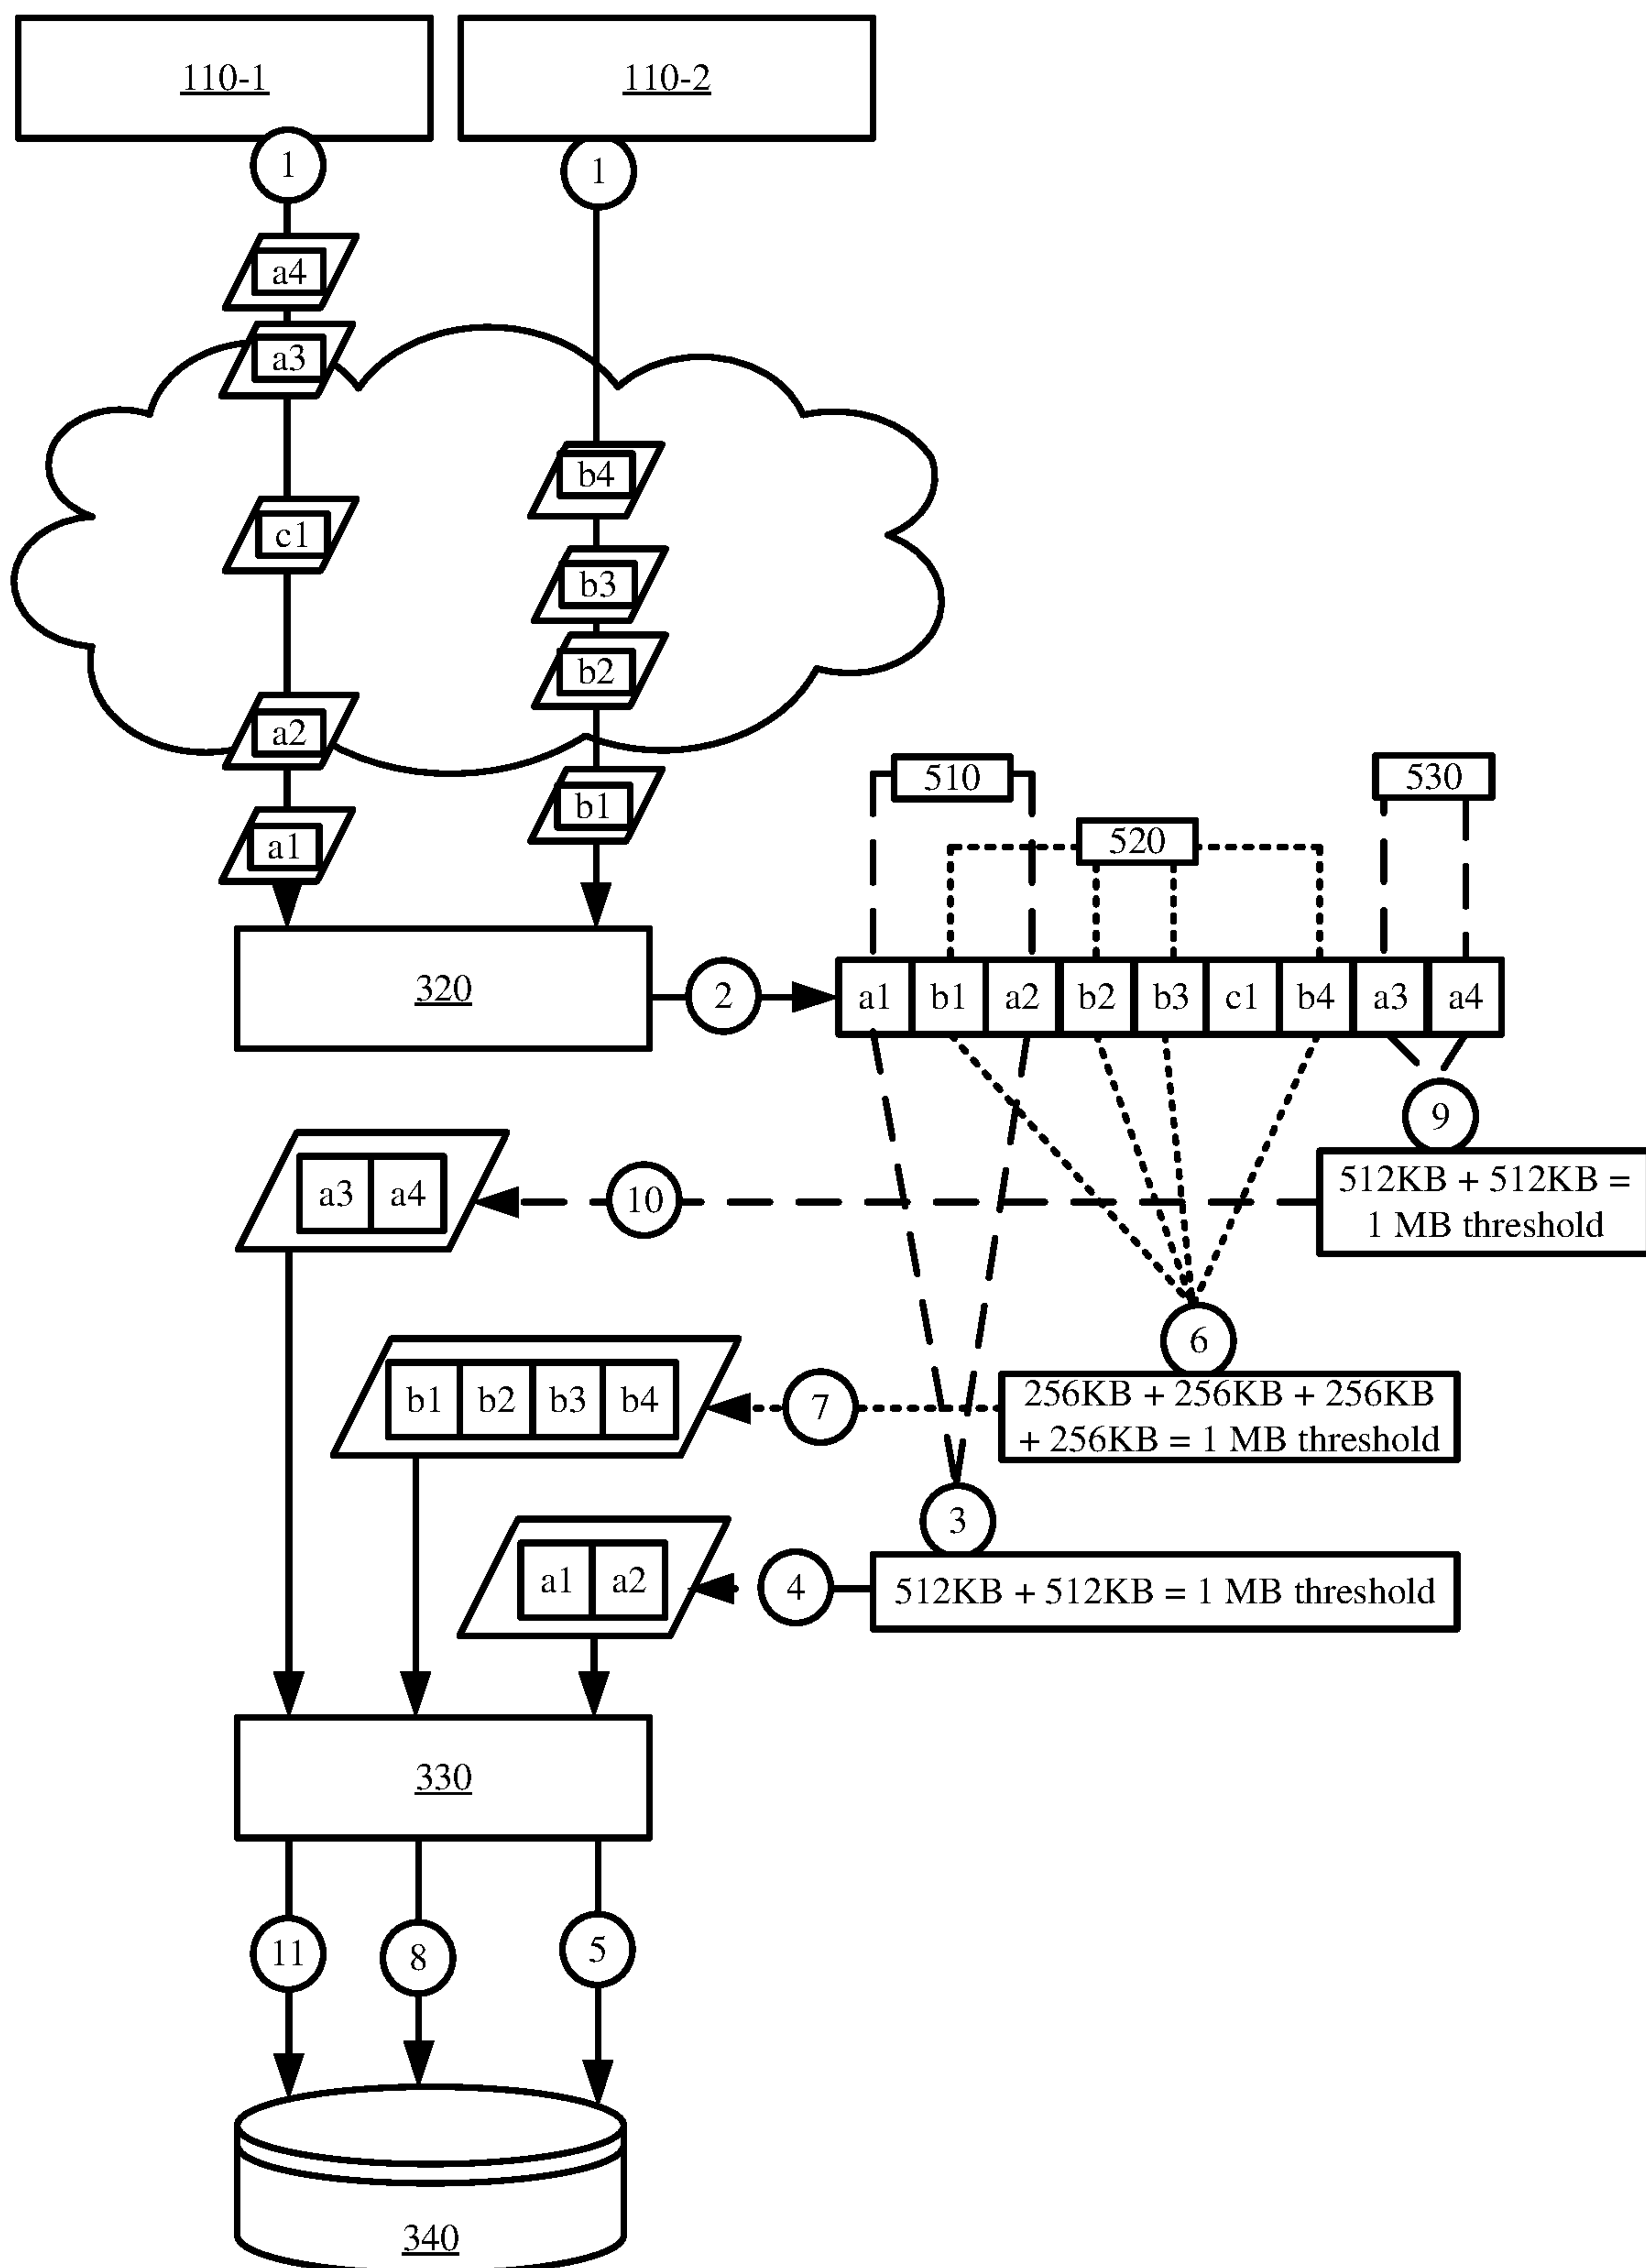 110-1
110-2
1
1
a4
a3
b4
c1
b3
b2
a2
b1
a1
510
530
520
320
2
a1 b1 a2 b2 b3 c1 b4 a3 a4
9
512KB + 512KB =
1 MB threshold
a3 a4
10
6
256KB + 256KB + 256KB
+ 256KB = 1 MB threshold
b1 b2 b3 b4
7
3
512KB + 512KB = 1 MB threshold
a1 a2
4
330
11
8
5
340